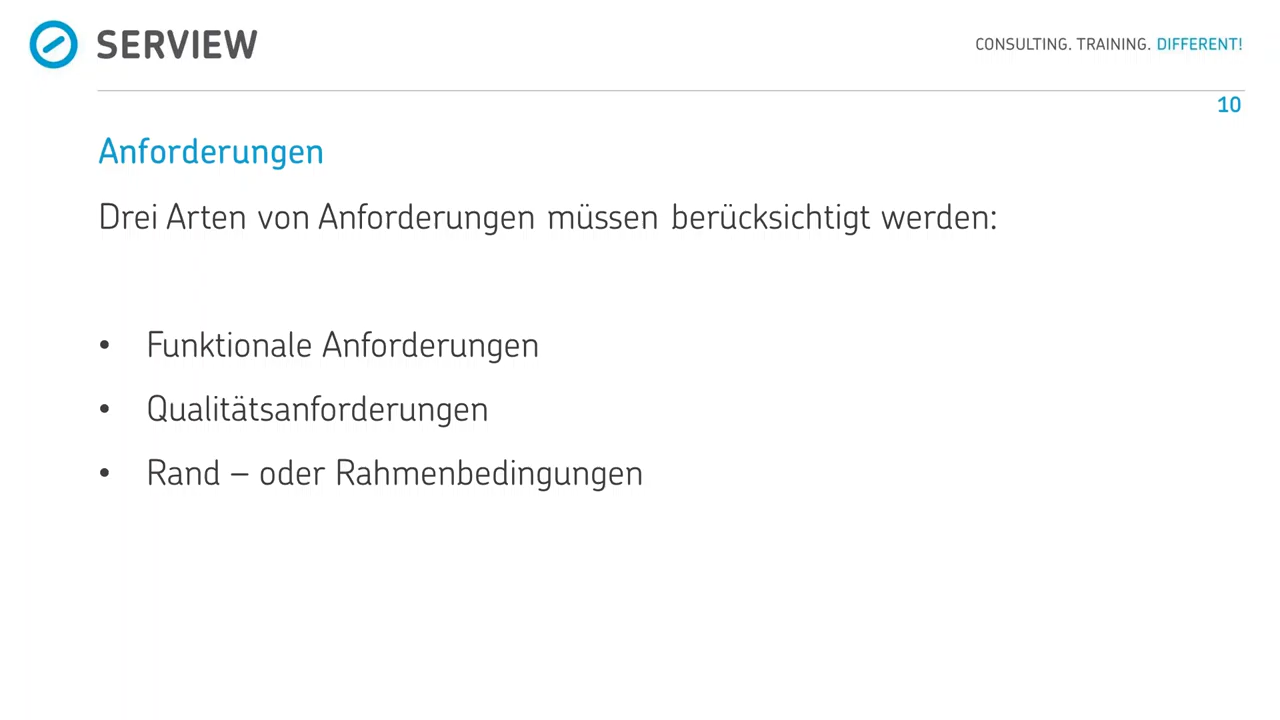 SERVIEW
CONSULTING. TRAINING. DIFFERENT!
10
Anforderungen
Drei Arten von Anforderungen müssen berücksichtigt werden:
• Funktionale Anforderungen
• Qualitätsanforderungen
• Rand – oder Rahmenbedingungen